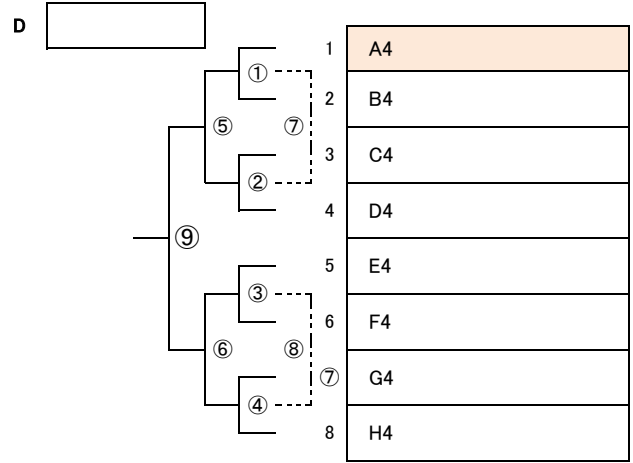 D
1 A4
①
2 B4
⑤ ⑦
3 C4
②
4 D4
⑨
5 E4
③
6 F4
⑥ ⑧
⑦ G4
④
8 H4